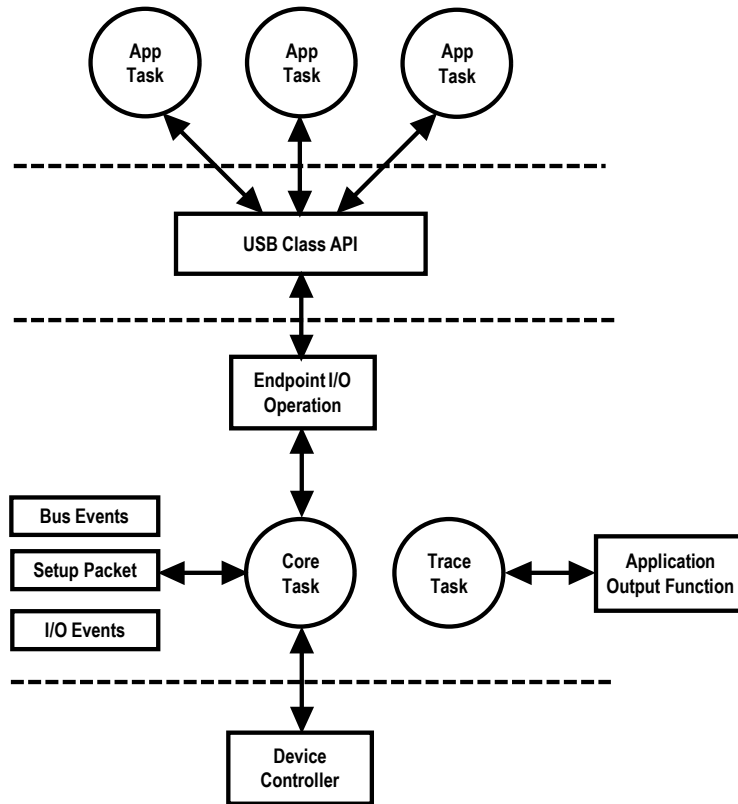 App
Task
App
Task
App
Task
USB Class API
Endpoint I/O
Operation
Bus Events
Setup Packet
I/O Events
Core
Task
Trace
Task
Application
Output Function
Device
Controller